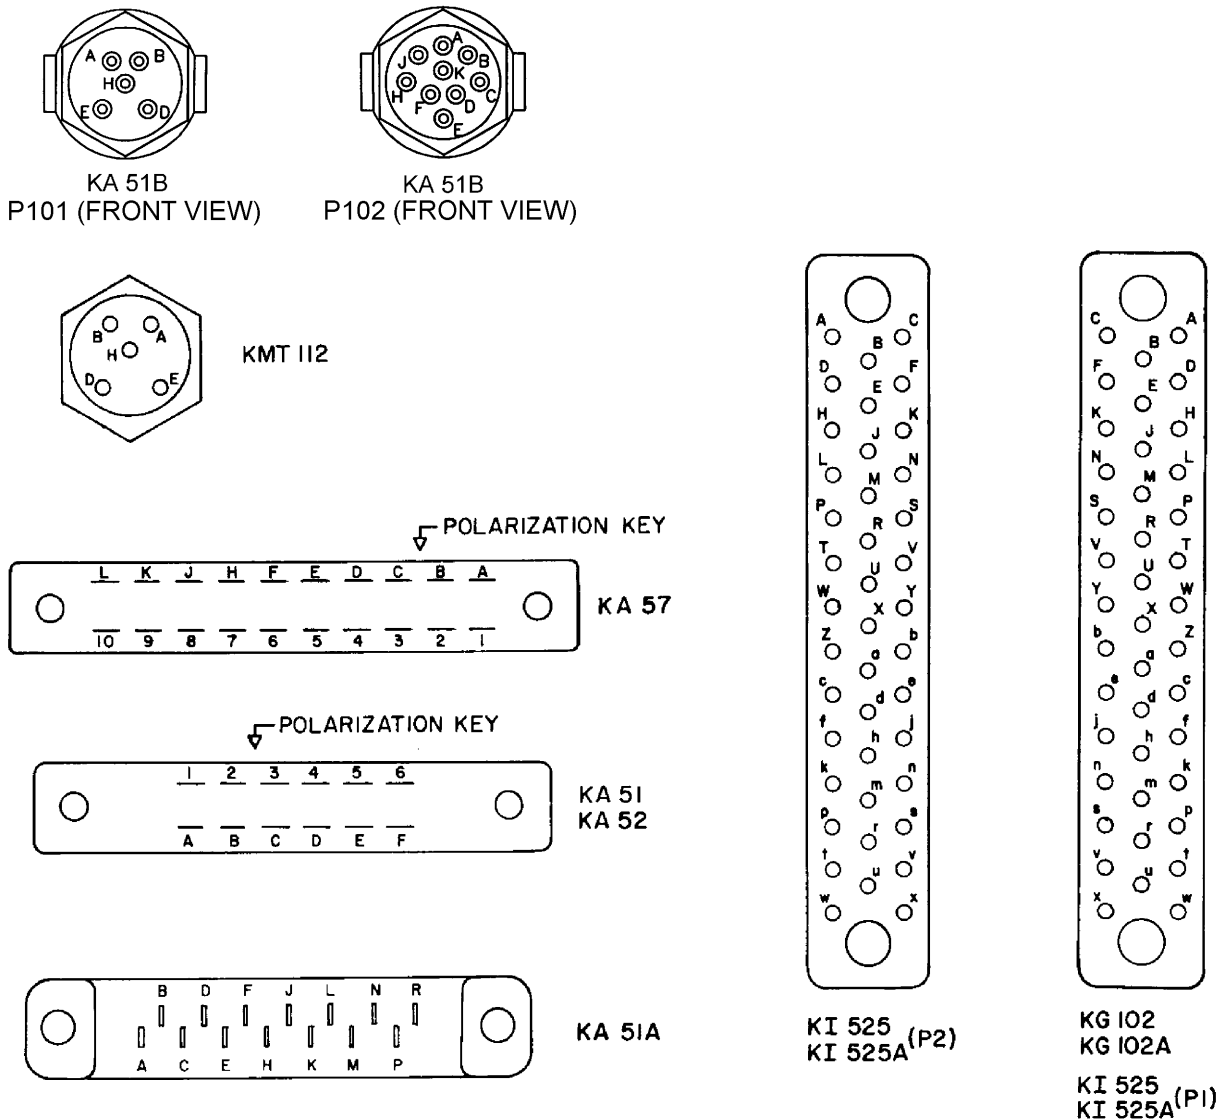 A B
H
E D
KA 51B
P101 (FRONT VIEW)
A
J B
K
H C
F D
E
KA 51B
P102 (FRONT VIEW)
B A
H
D E
KMT 112
POLARIZATION KEY
L K J H F E D C B A
10 9 8 7 6 5 4 3 2 1
KA 57
POLARIZATION KEY
1 2 3 4 5 6
A B C D E F
KA 51
KA 52
B D F J L N R
A C E H K M P
KA 51A
A C
B
D F
E
H K
J
L N
M
P S
R
T V
U
W Y
X
Z b
a
c e
d
f j
h
k n
m
p s
r
t v
u
w x
KI 525
KI 525A (P2)
C A
B
F D
E
K H
J
N L
M
S P
R
V T
U
Y W
X
b Z
a
e c
d
j f
h
n k
m
s p
r
v t
u
x w
KG 102
KG 102A
KI 525
KI 525A (P1)